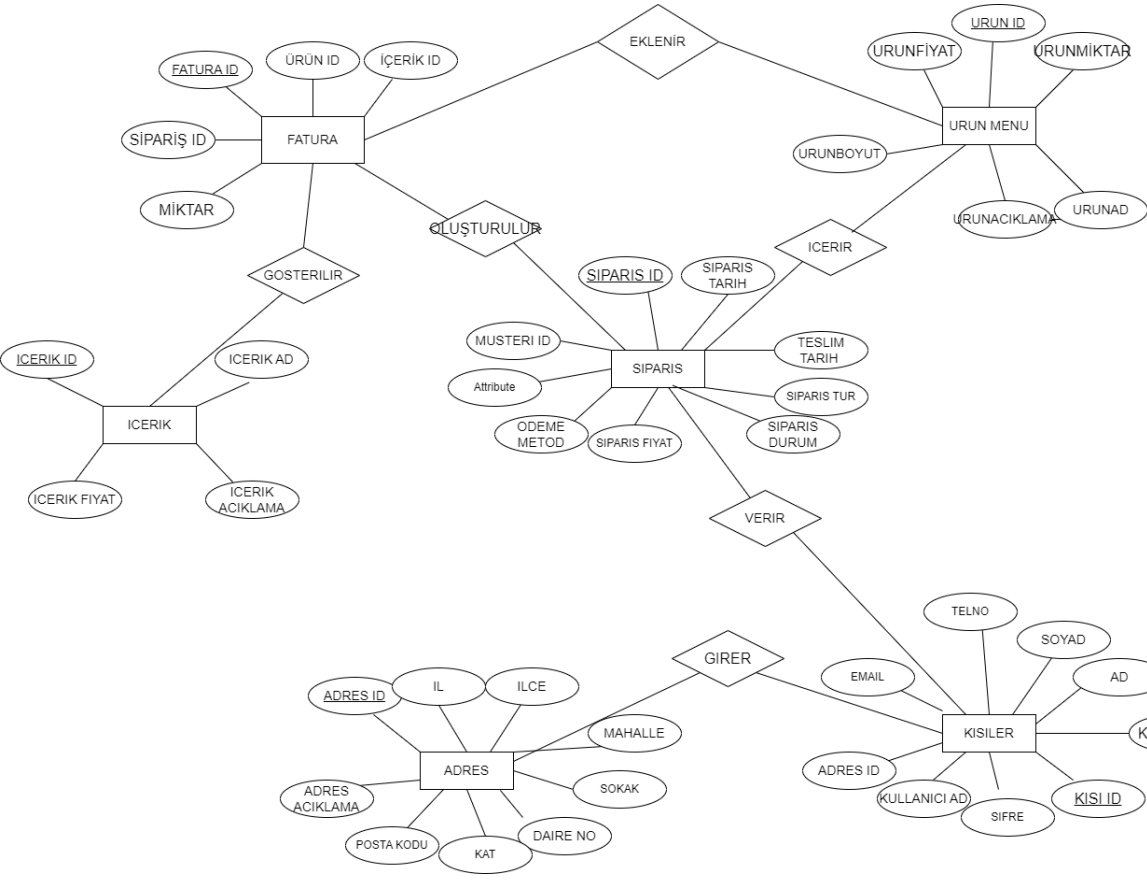 EKLENİR
URUN ID
URUNFİYAT
URUNMİKTAR
FATURA ID
ÜRÜN ID
İÇERİK ID
SİPARİŞ ID
FATURA
URUN MENU
URUNBOYUT
MİKTAR
URUNACIKLAMA
URUNAD
OLUŞTURULUR
ICERIR
GOSTERILIR
SIPARIS ID
SIPARIS
TARIH
MUSTERI ID
TESLIM
TARIH
ICERIK ID
ICERIK AD
SIPARIS
Attribute
SIPARIS TUR
ICERIK
ODEME
METOD
SIPARIS FIYAT
SIPARIS
DURUM
ICERIK FIYAT
ICERIK
ACIKLAMA
VERIR
TELNO
SOYAD
GIRER
EMAIL
AD
ADRES ID
IL
ILCE
MAHALLE
KISILER
K
ADRES
ADRES ID
SOKAK
ADRES
ACIKLAMA
KULLANICI AD
KISI ID
SIFRE
POSTA KODU
KAT
DAIRE NO